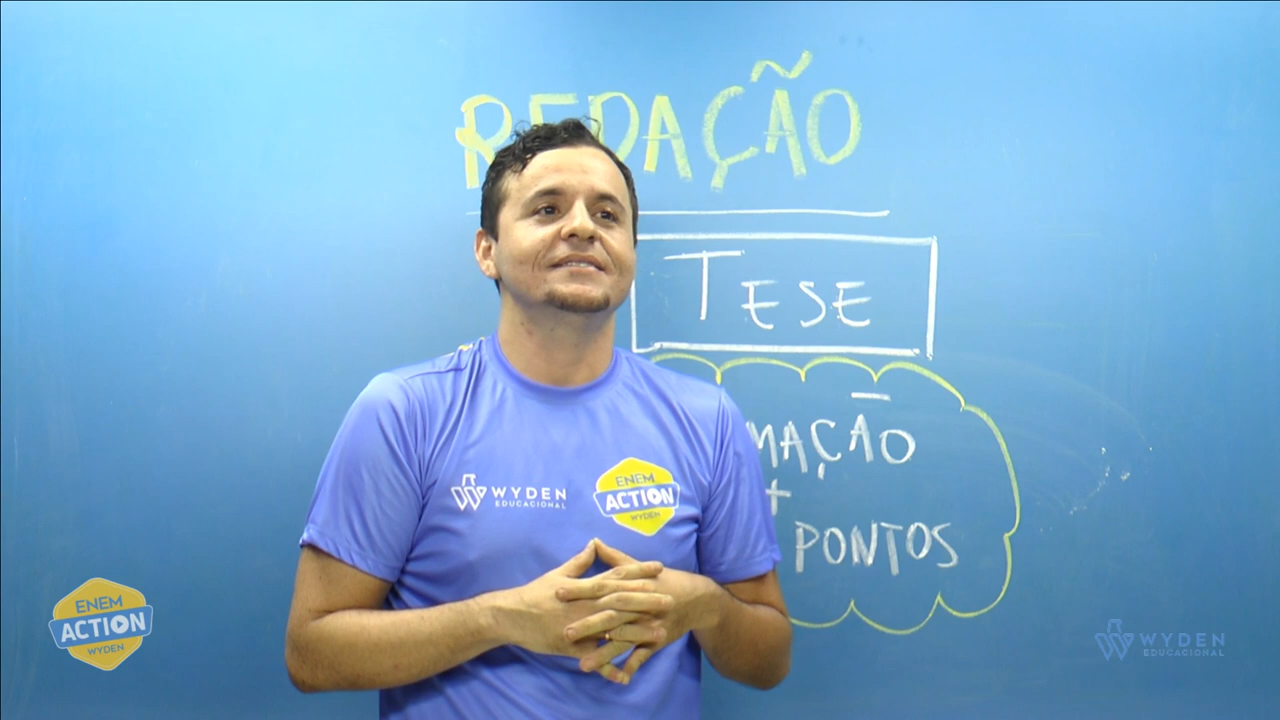 REDAÇÃO
TESE
MAÇÃO
+
PONTOS
WYDEN
EDUCACIONAL
ENEM
ACTION
WYDEN
ENEM
ACTION
WYDEN
WYDEN
EDUCACIONAL